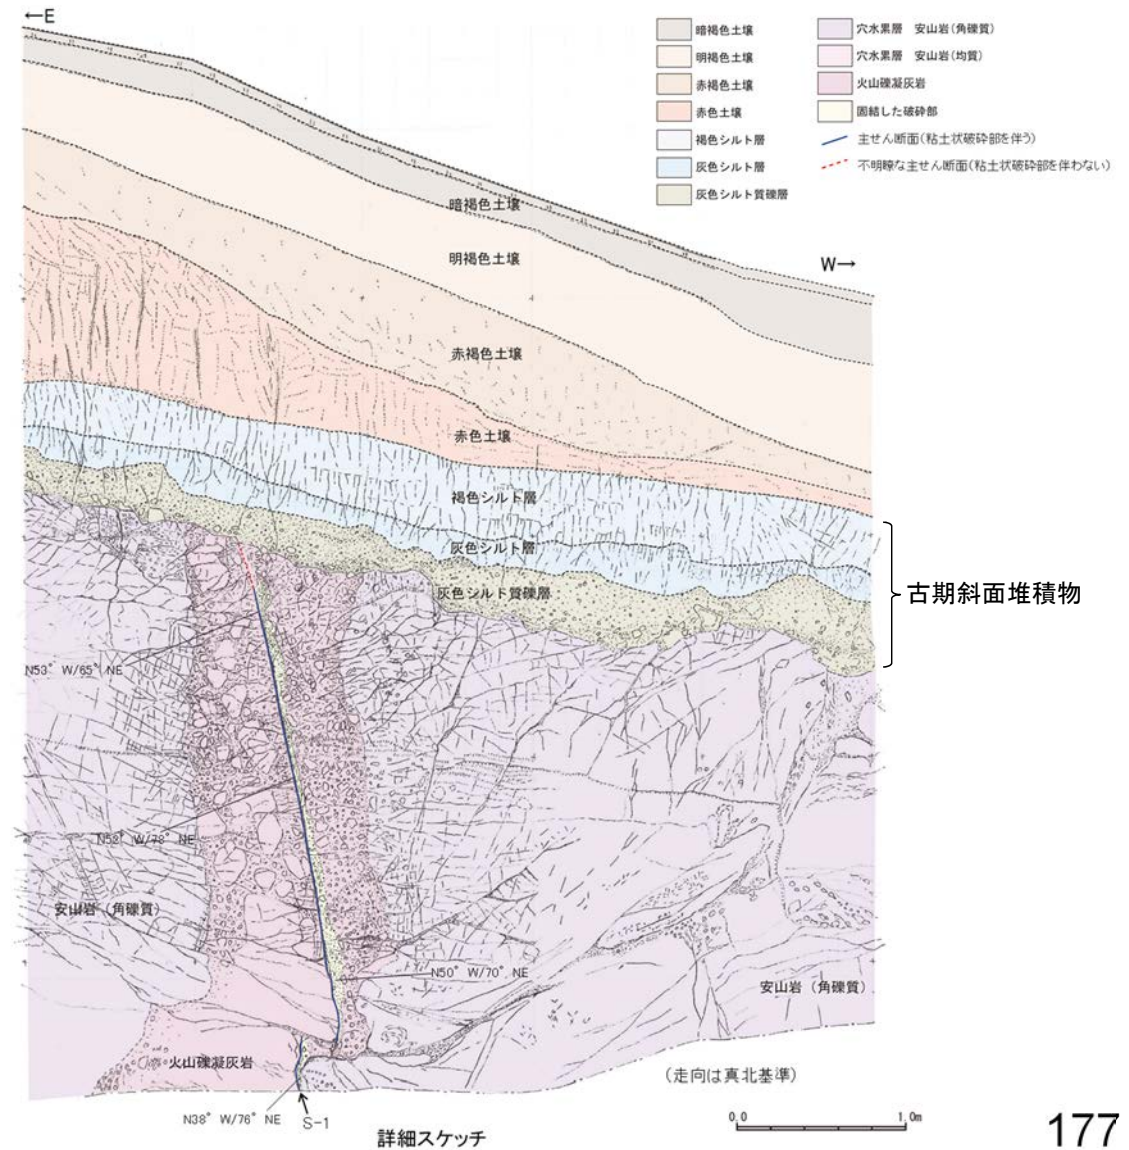 ←E
暗褐色土壌
明褐色土壌
赤褐色土壌
赤色土壌
褐色シルト層
灰色シルト層
灰色シルト質礫層
穴水累層 安山岩(角礫質)
穴水累層 安山岩(均質)
火山礫凝灰岩
固結した破砕部
主せん断面(粘土状破砕部を伴う)
不明瞭な主せん断面(粘土状破砕部を伴わない)
暗褐色土壌
W→
明褐色土壌
赤褐色土壌
赤色土壌
褐色シルト層
灰色シルト層
灰色シルト質礫層
古期斜面堆積物
N53°W/65°NE
N52°W/78°NE
安山岩(角礫質)
N50°W/70°NE
安山岩(角礫質)
火山礫凝灰岩
(走向は真北基準)
N38°W/76°NE
S-1
詳細スケッチ
0.0 1.0m
177